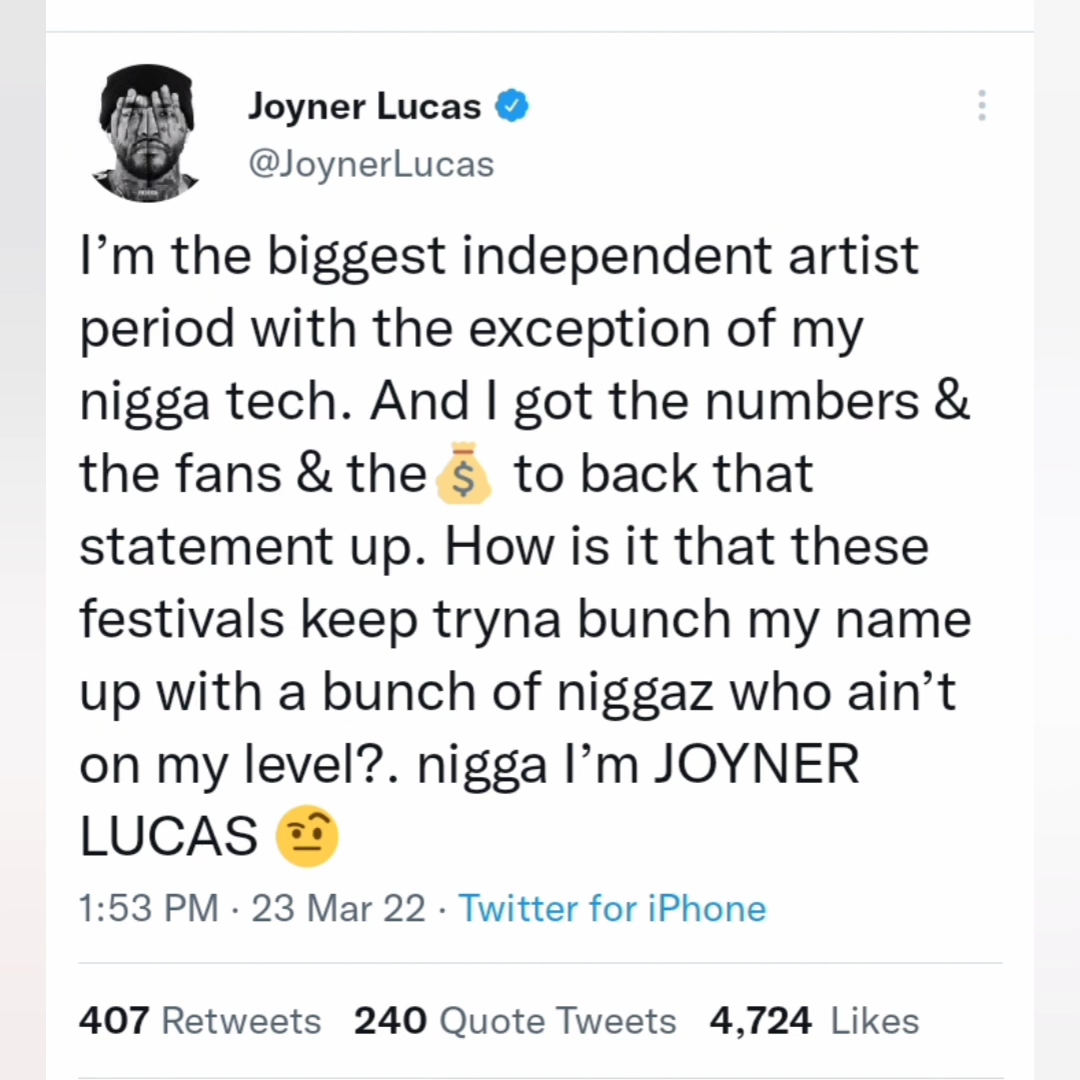 Joyner Lucas
@JoynerLucas
I’m the biggest independent artist
period with the exception of my
nigga tech. And I got the numbers &
the fans & the💰 to back that
statement up. How is it that these
festivals keep tryna bunch my name
up with a bunch of niggaz who ain’t
on my level?. nigga I’m JOYNER
LUCAS 🤨
1:53 PM · 23 Mar 22 · Twitter for iPhone
407 Retweets 240 Quote Tweets 4,724 Likes